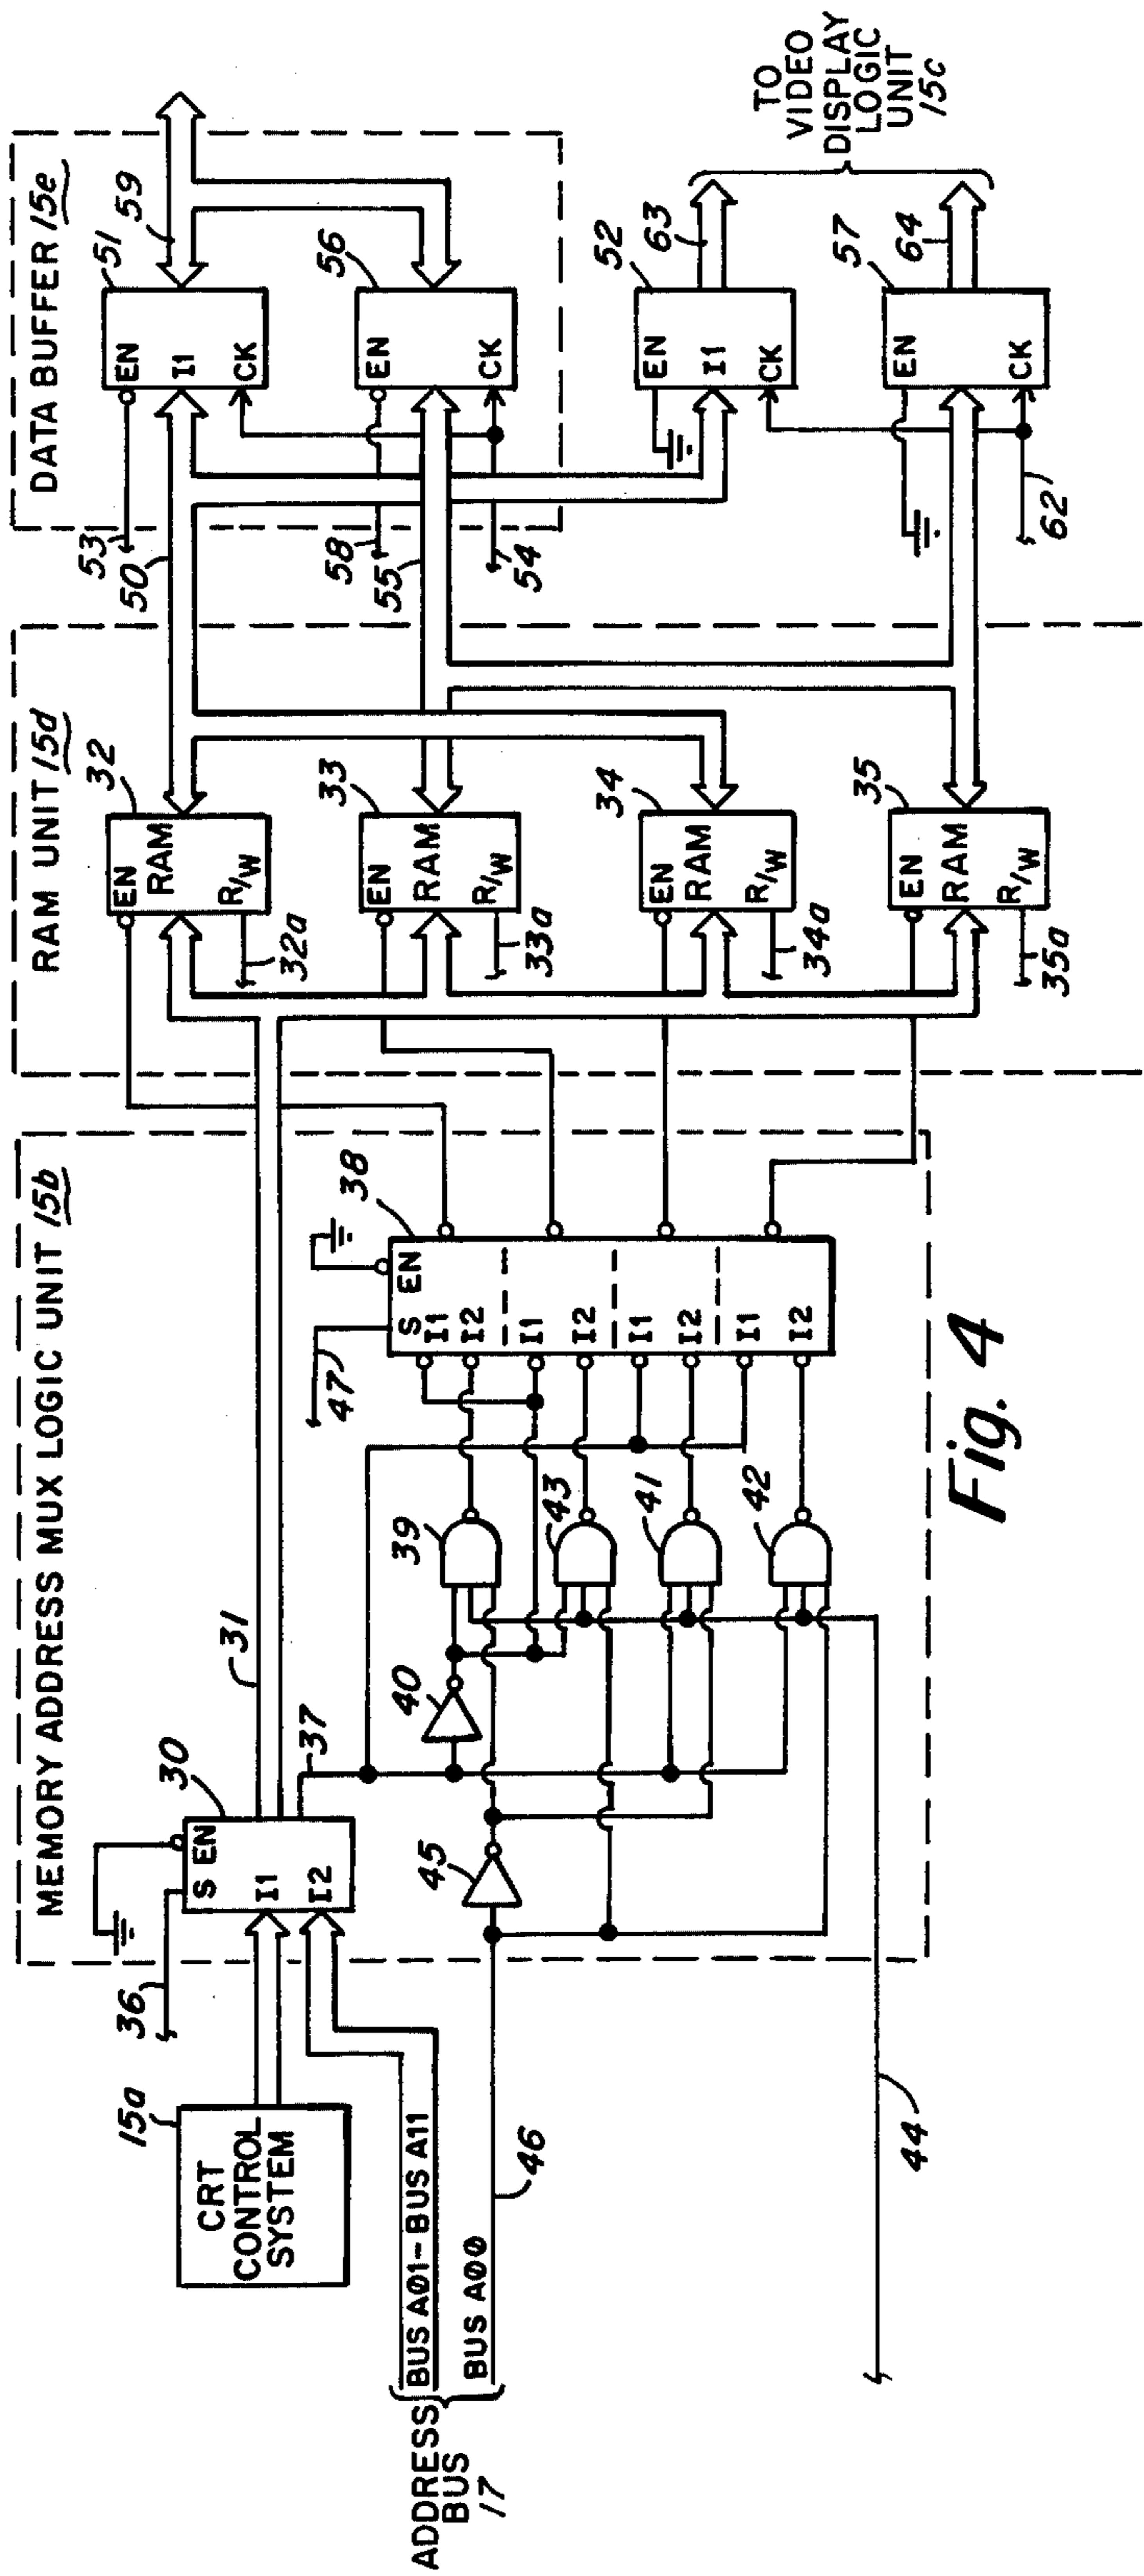 MEMORY ADDRESS MUX LOGIC UNIT 15b
RAM UNIT 15d
DATA BUFFER 15e
15a
CRT
CONTROL
SYSTEM
36
30
S EN
I1
I2
31
37
ADDRESS
BUS
17
BUS A01-BUS A11
BUS A00
46
44
45
40
39
43
41
42
47
38
S EN
I1
I2
I1
I2
I1
I2
I1
I2
32
EN
RAM
R/W
32a
33
EN
RAM
R/W
33a
34
EN
RAM
R/W
34a
35
EN
RAM
R/W
35a
53
50
58
55
54
51
59
EN
I1
CK
56
EN
CK
52
63
EN
I1
CK
57
64
EN
CK
62
TO
VIDEO
DISPLAY
LOGIC
UNIT
15c
Fig. 4